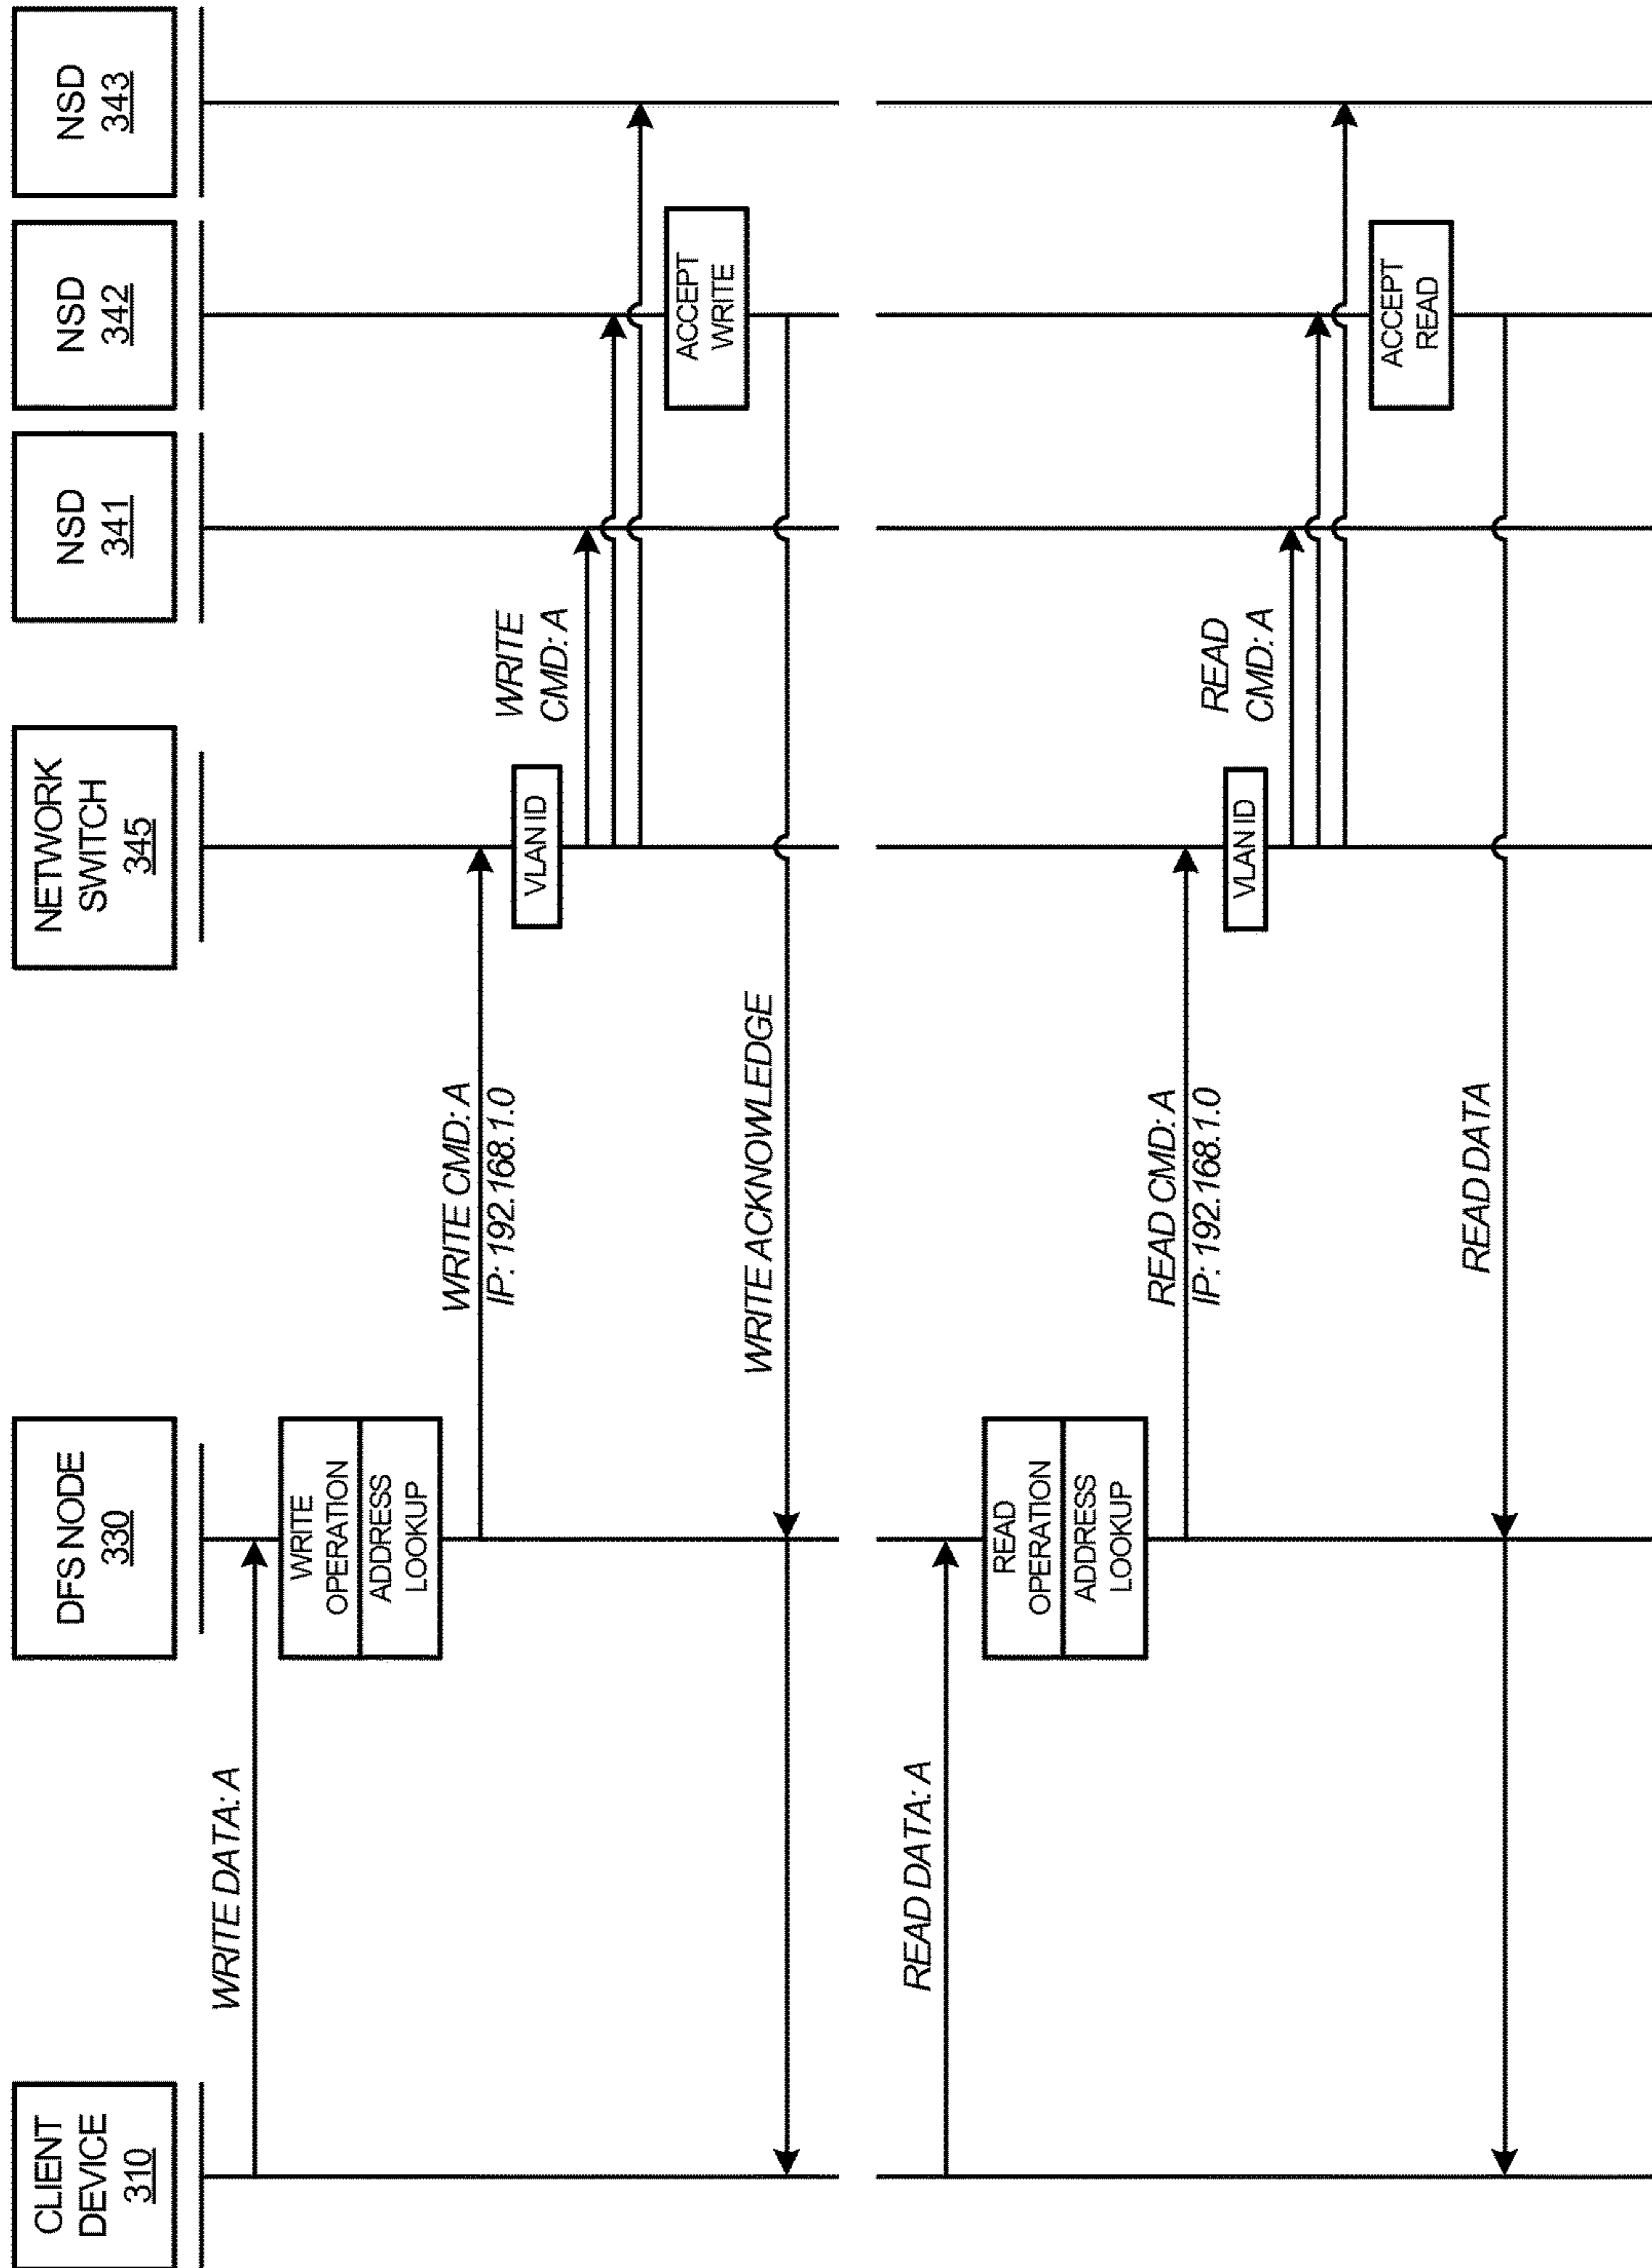 CLIENT
DEVICE
310
DFS NODE
330
NETWORK
SWITCH
345
NSD
341
NSD
342
NSD
343
WRITE DATA: A
WRITE
OPERATION
ADDRESS
LOOKUP
WRITE CMD: A
IP: 192.168.1.0
VLAN ID
WRITE
CMD: A
ACCEPT
WRITE
WRITE ACKNOWLEDGE
READ DATA: A
READ
OPERATION
ADDRESS
LOOKUP
READ CMD: A
IP: 192.168.1.0
VLAN ID
READ
CMD: A
ACCEPT
READ
READ DATA